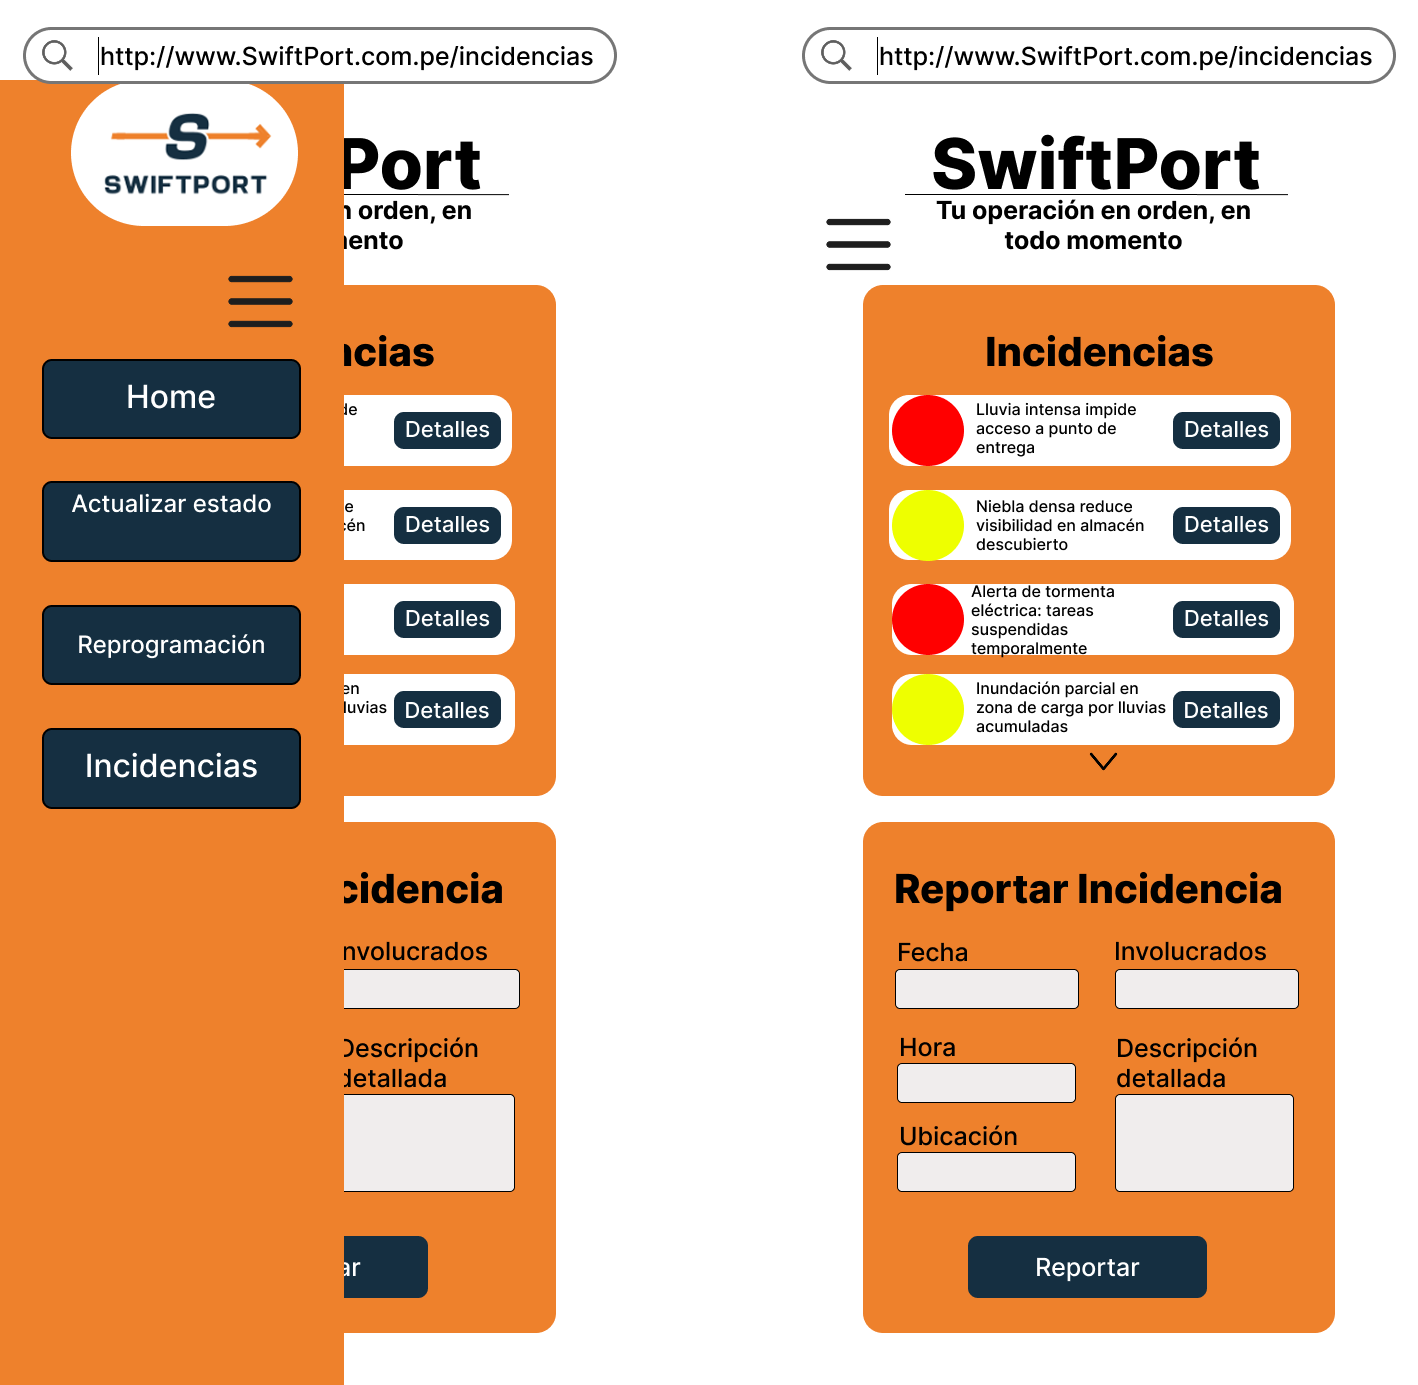 http://www.SwiftPort.com.pe/incidencias
S
SWIFTPORT
Home
Actualizar estado
Reprogramación
Incidencias
Port
n orden, en
ento
ncias
de
Detalles
e
cén
Detalles
Detalles
en
lluvias
Detalles
cidencia
nvolucrados
Descripción
detallada
ar
http://www.SwiftPort.com.pe/incidencias
SwiftPort
Tu operación en orden, en
todo momento
Incidencias
Lluvia intensa impide
acceso a punto de
entrega
Detalles
Niebla densa reduce
visibilidad en almacén
descubierto
Detalles
Alerta de tormenta
eléctrica: tareas
suspendidas
temporalmente
Detalles
Inundación parcial en
zona de carga por lluvias
acumuladas
Detalles
Reportar Incidencia
Fecha
Involucrados
Hora
Descripción
detallada
Ubicación
Reportar